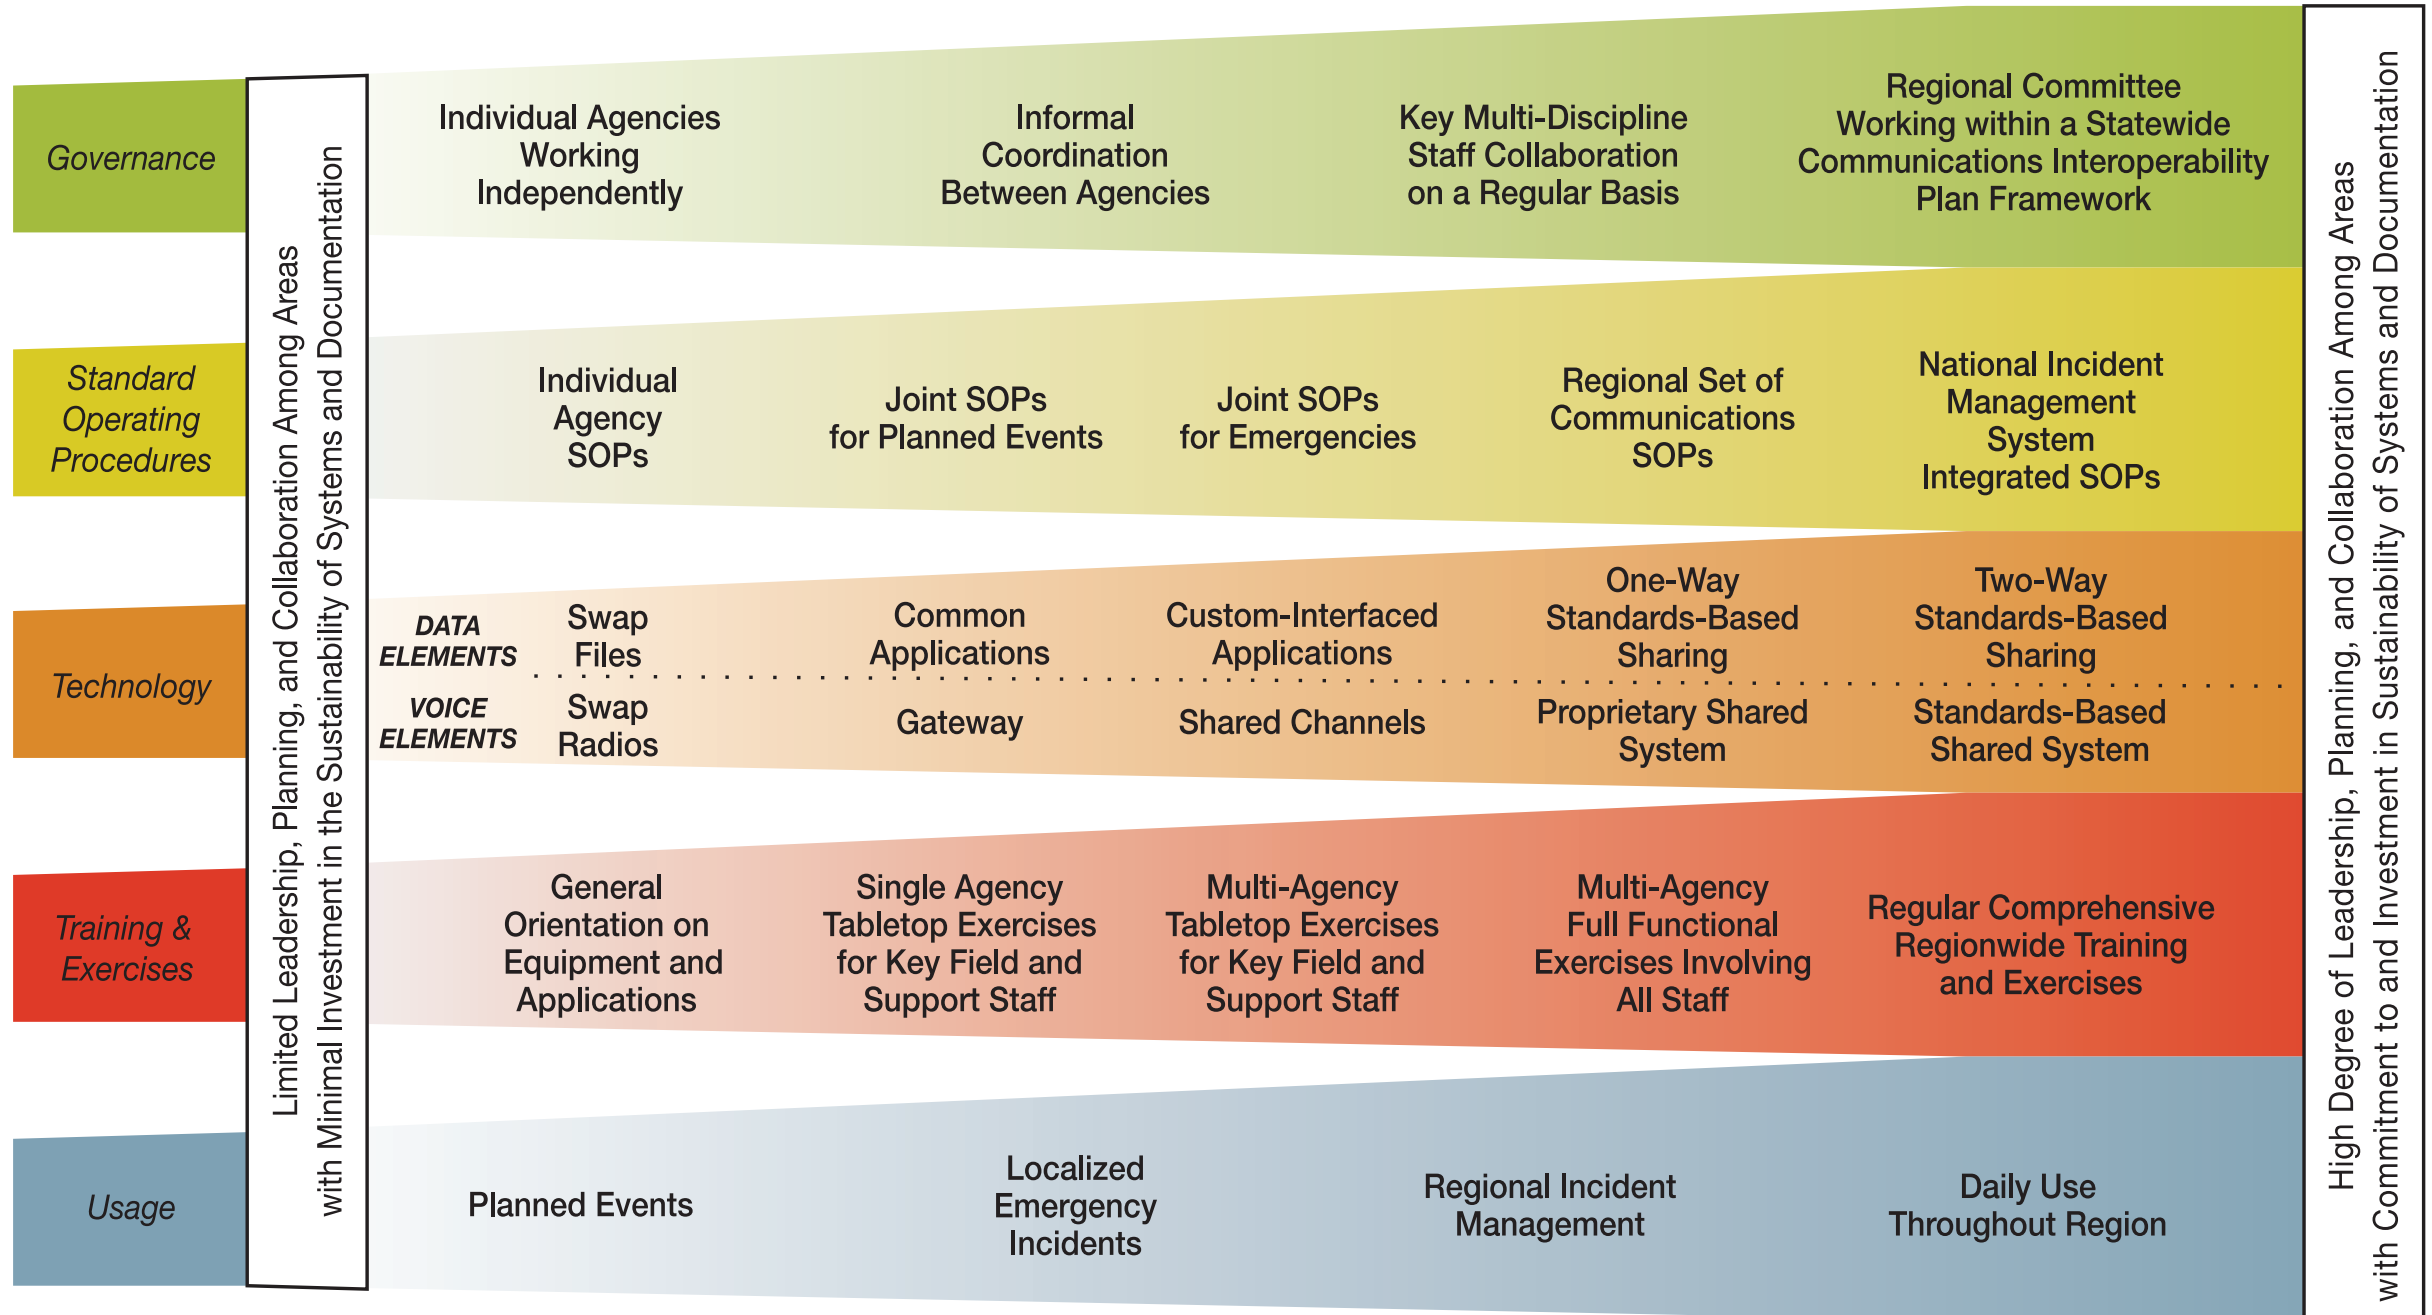 Governance
Limited Leadership, Planning, and Collaboration Among Areas
with Minimal Investment in the Sustainability of Systems and Documentation
Individual Agencies
Working
Independently
Informal
Coordination
Between Agencies
Key Multi-Discipline
Staff Collaboration
on a Regular Basis
Regional Committee
Working within a Statewide
Communications Interoperability
Plan Framework
High Degree of Leadership, Planning, and Collaboration Among Areas
with Commitment to and Investment in Sustainability of Systems and Documentation
Standard
Operating
Procedures
Individual
Agency
SOPs
Joint SOPs
for Planned Events
Joint SOPs
for Emergencies
Regional Set of
Communications
SOPs
National Incident
Management
System
Integrated SOPs
Technology
DATA
ELEMENTS
Swap
Files
Common
Applications
Custom-Interfaced
Applications
One-Way
Standards-Based
Sharing
Two-Way
Standards-Based
Sharing
VOICE
ELEMENTS
Swap
Radios
Gateway
Shared Channels
Proprietary Shared
System
Standards-Based
Shared System
Training &
Exercises
General
Orientation on
Equipment and
Applications
Single Agency
Tabletop Exercises
for Key Field and
Support Staff
Multi-Agency
Tabletop Exercises
for Key Field and
Support Staff
Multi-Agency
Full Functional
Exercises Involving
All Staff
Regular Comprehensive
Regionwide Training
and Exercises
Usage
Planned Events
Localized
Emergency
Incidents
Regional Incident
Management
Daily Use
Throughout Region